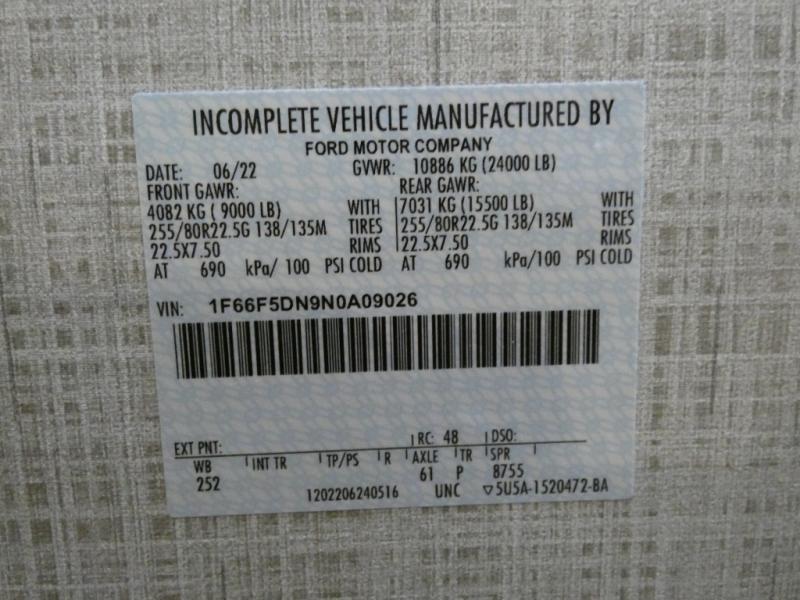 INCOMPLETE VEHICLE MANUFACTURED BY
FORD MOTOR COMPANY
DATE: 06/22 GVWR: 10886 KG (24000 LB)
FRONT GAWR: REAR GAWR:
4082 KG ( 9000 LB) WITH 7031 KG (15500 LB) WITH
255/80R22.5G 138/135M TIRES 255/80R22.5G 138/135M TIRES
22.5X7.50 RIMS 22.5X7.50 RIMS
AT 690 kPa/ 100 PSI COLD AT 690 kPa/100 PSI COLD
VIN: 1F66F5DN9N0A09026
EXT PNT: RC: 48 DSO:
WB INT TR TP/PS R AXLE TR SPR
252 61 P 8755
1202206240516 UNC ▽5U5A-1520472-BA